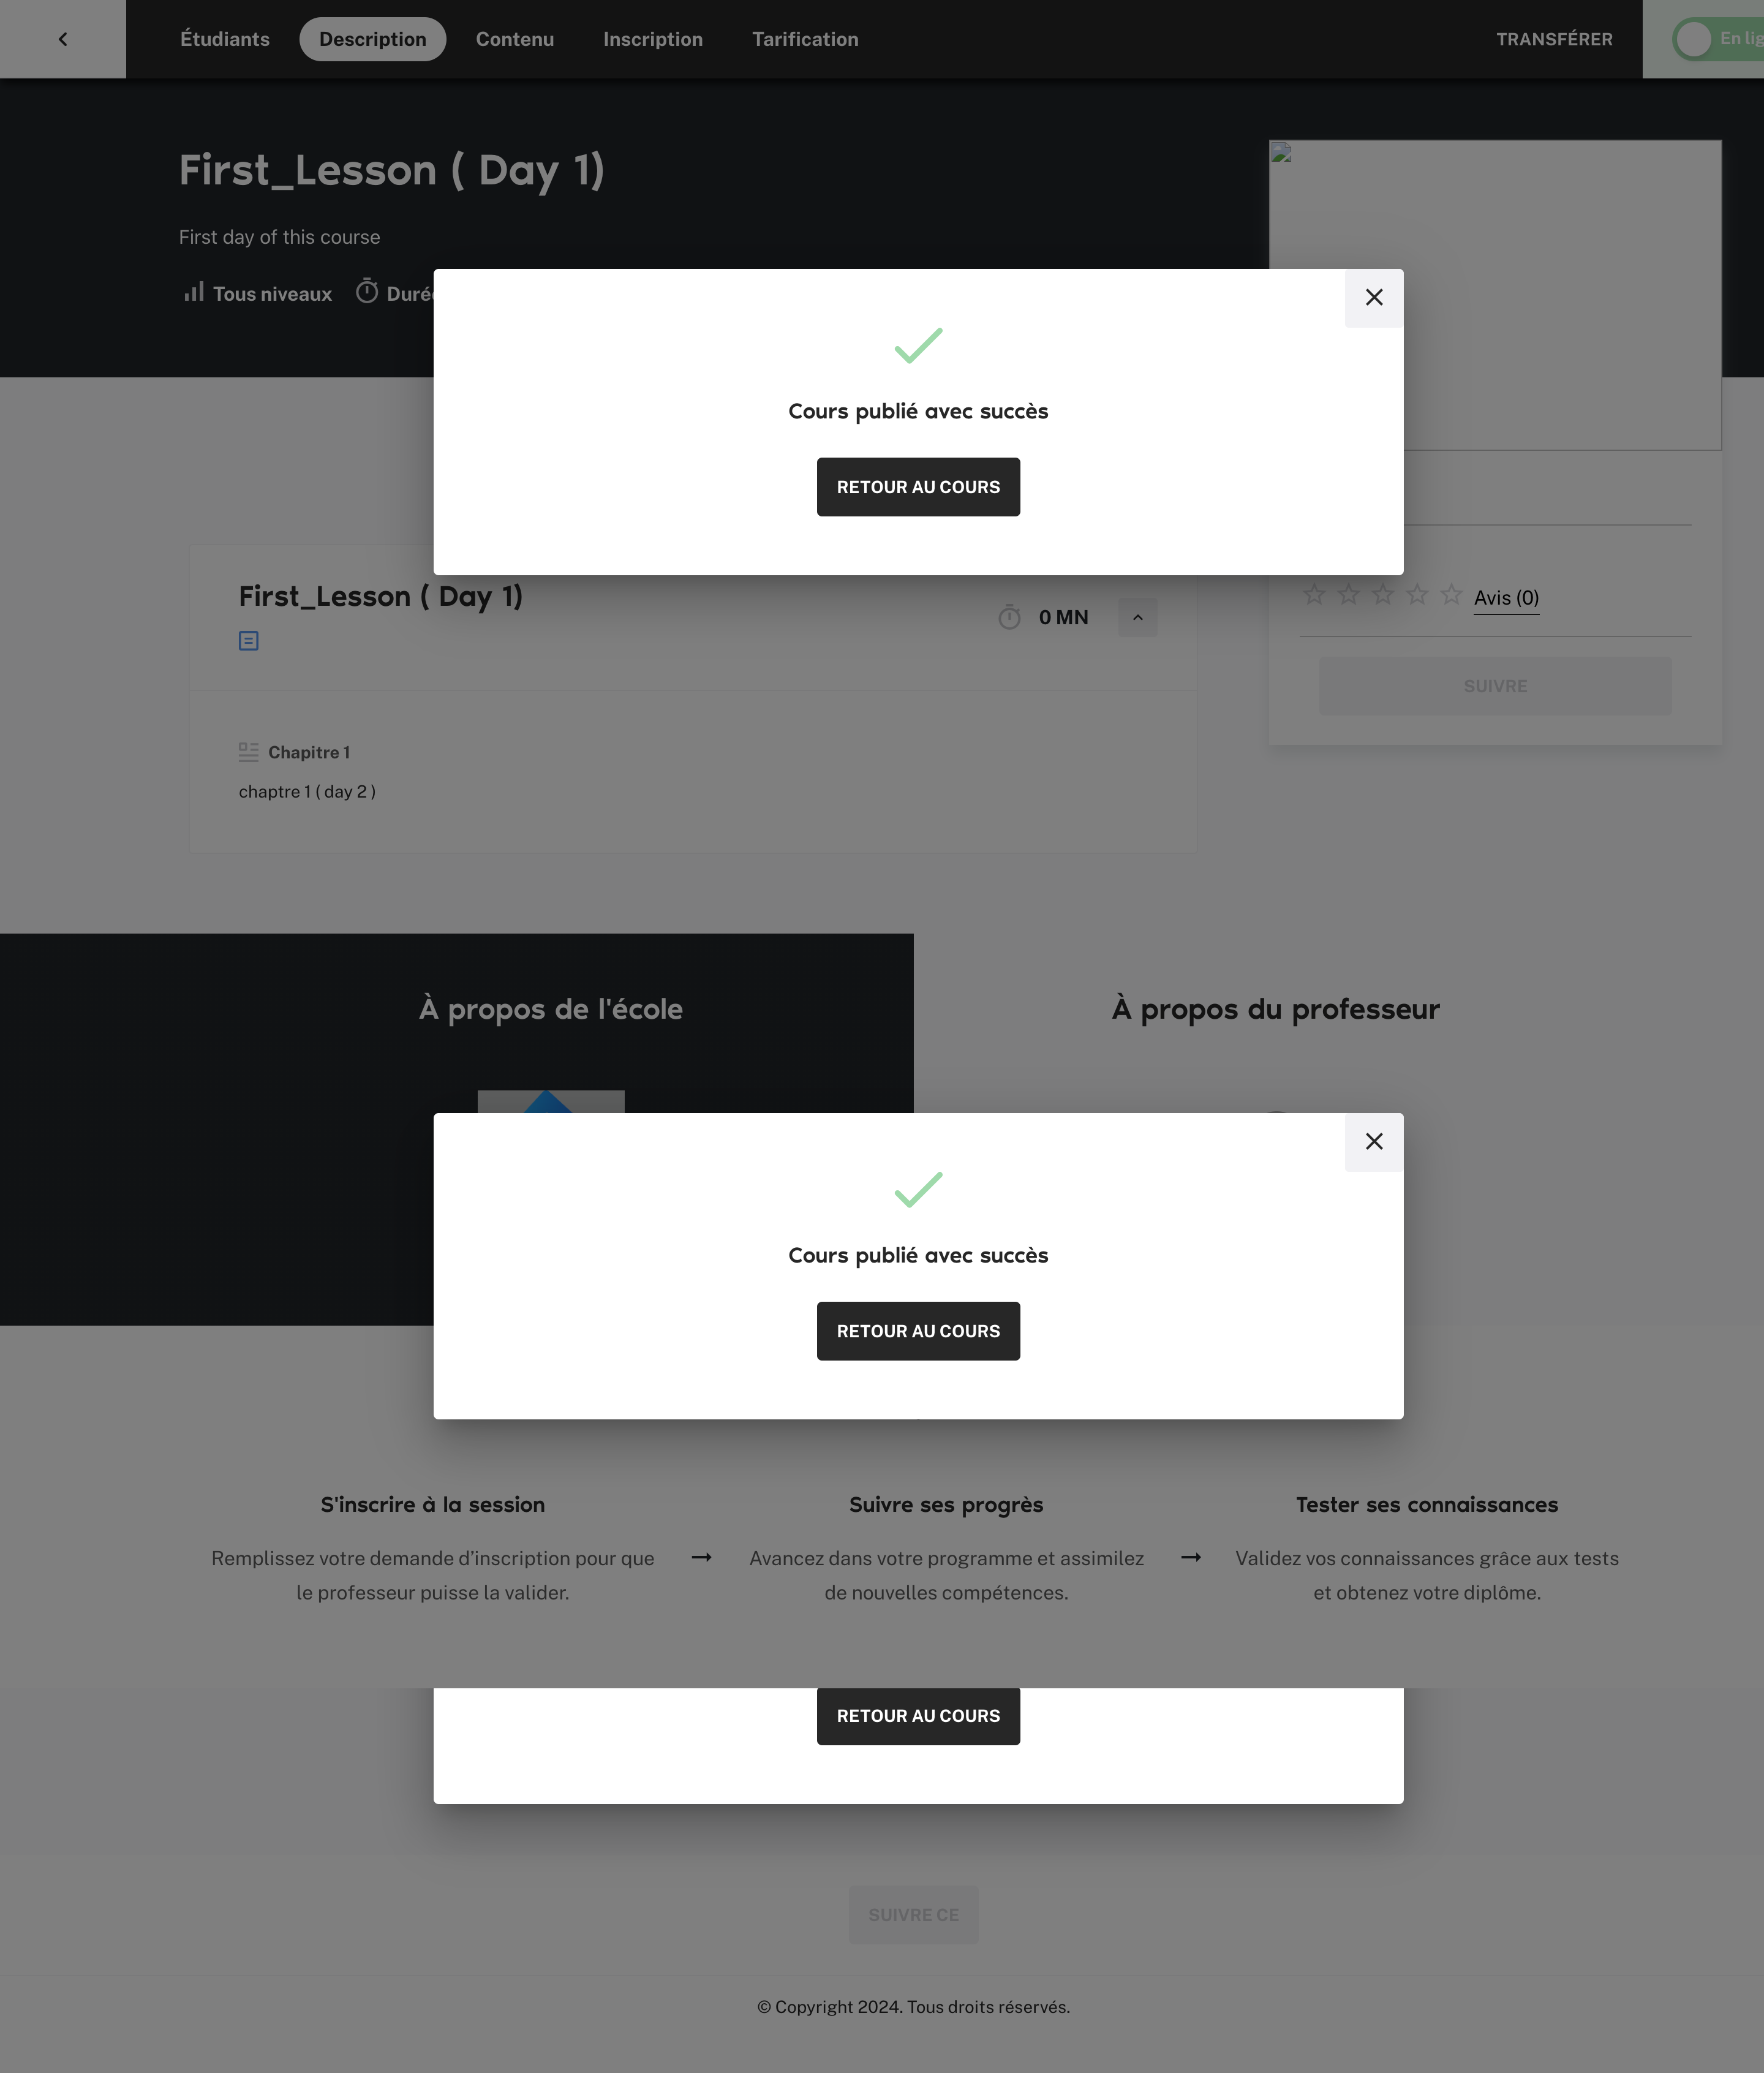 Étudiants
Description
Contenu
Inscription
Tarification
TRANSFÉRER
First_Lesson ( Day 1)
First day of this course
Tous niveaux
Cours publié avec succès
RETOUR AU COURS
First_Lesson ( Day 1)
0 MN
Avis (0)
SUIVRE
Chapitre 1
chaptre 1 ( day 2 )
À propos de l'école
À propos du professeur
Cours publié avec succès
RETOUR AU COURS
S'inscrire à la session
Remplissez votre demande d’inscription pour que
le professeur puisse la valider.
Suivre ses progrès
Avancez dans votre programme et assimilez
de nouvelles compétences.
Tester ses connaissances
Validez vos connaissances grâce aux tests
et obtenez votre diplôme.
RETOUR AU COURS
SUIVRE CE
© Copyright 2024. Tous droits réservés.